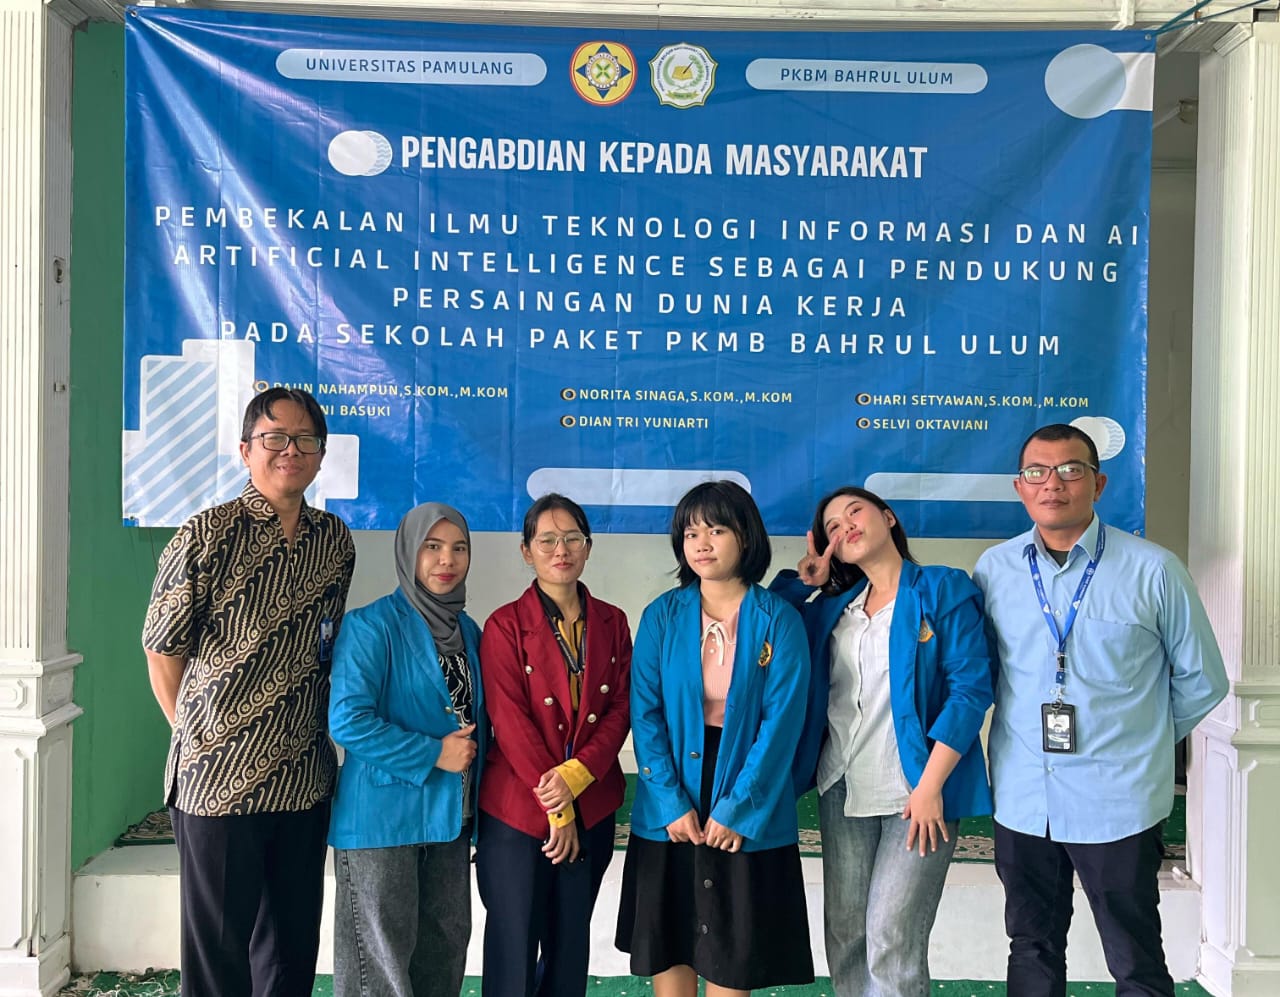 UNIVERSITAS PAMULANG
PKBM BAHRUL ULUM
PENGABDIAN KEPADA MASYARAKAT
PEMBEKALAN ILMU TEKNOLOGI INFORMASI DAN AI
ARTIFICIAL INTELLIGENCE SEBAGAI PENDUKUNG
PERSAINGAN DUNIA KERJA
PADA SEKOLAH PAKET PKMB BAHRUL ULUM
NAHAMPUN,S.KOM.,M.KOM
NORITA SINAGA,S.KOM.,M.KOM
HARI SETYAWAN,S.KOM.,M.KOM
BASUKI
DIAN TRI YUNIARTI
SELVI OKTAVIANI